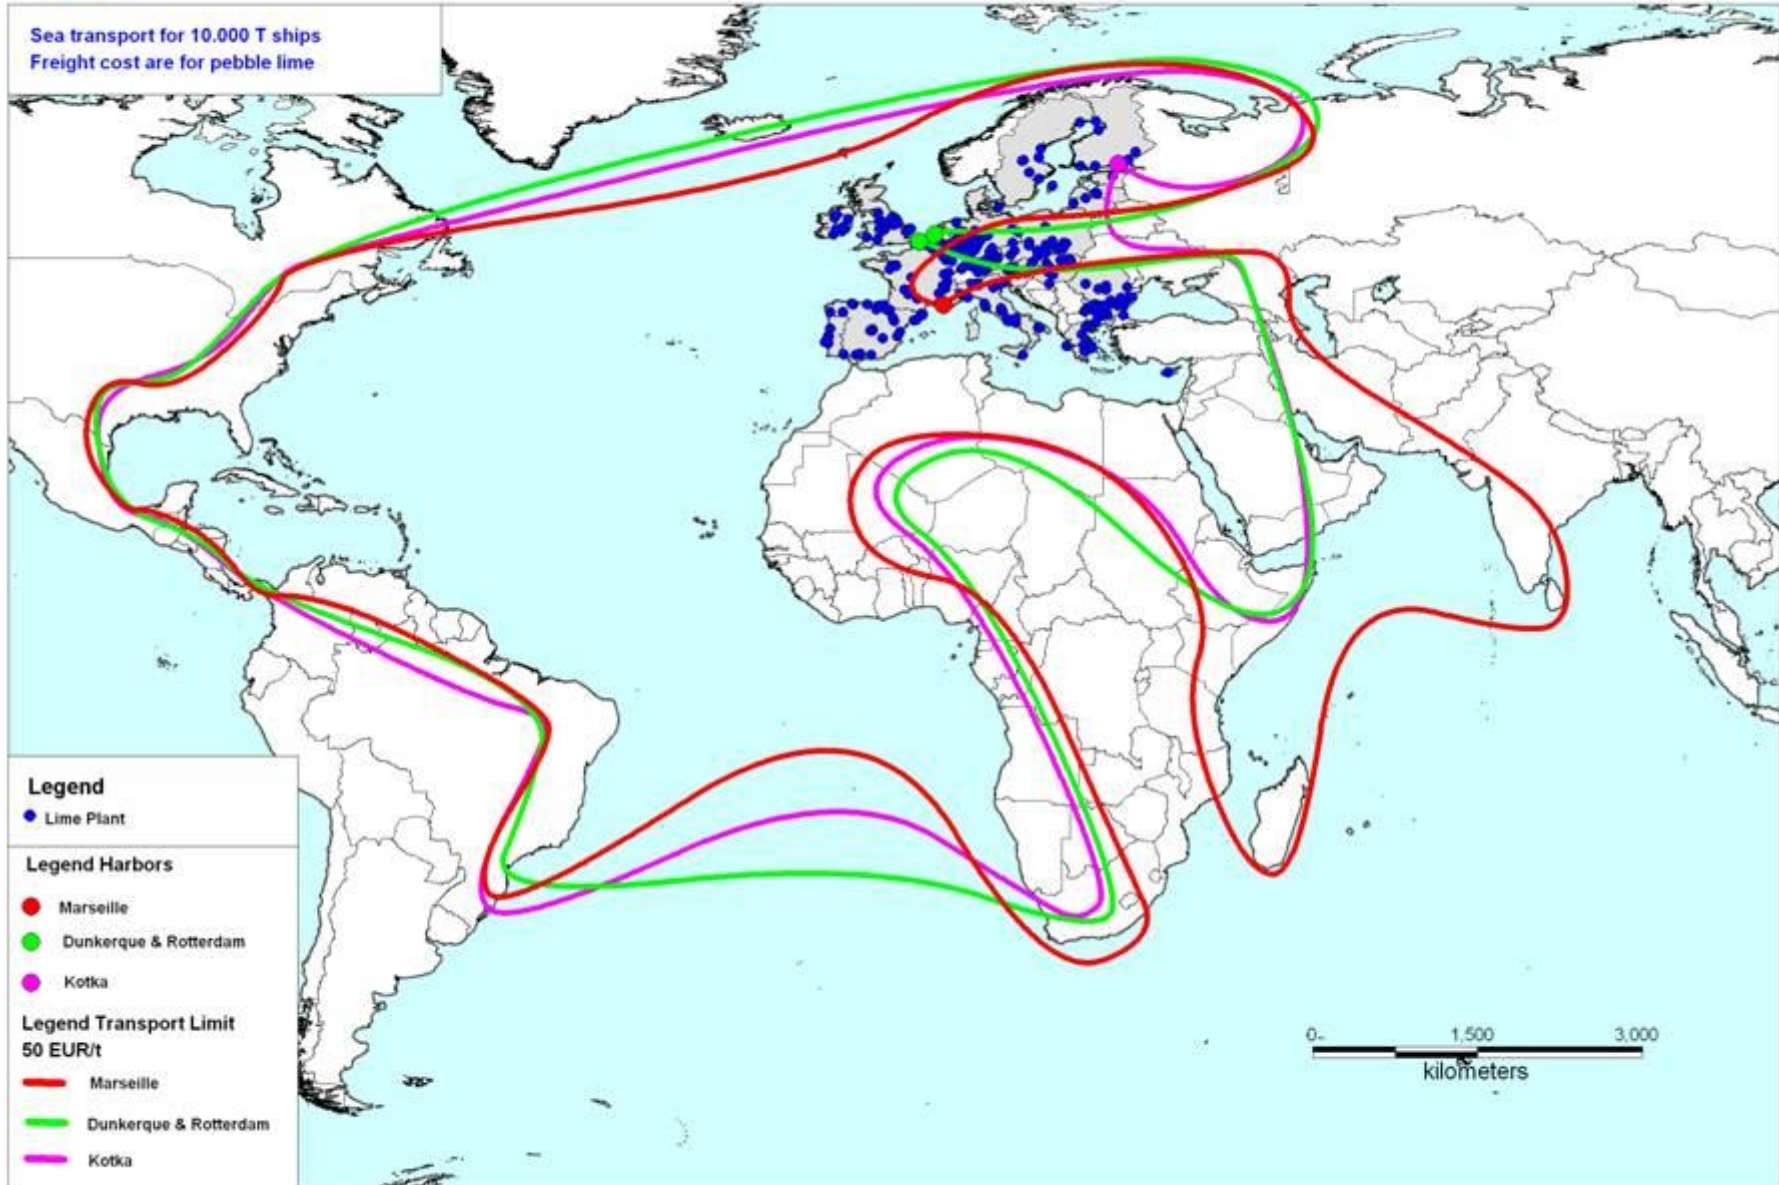 Sea transport for 10.000 T ships
Freight cost are for pebble lime
Legend
Lime Plant
Legend Harbors
Marseille
Dunkerque & Rotterdam
Kotka
Legend Transport Limit
50 EUR/t
Marseille
Dunkerque & Rotterdam
Kotka
0 1,500 3,000
kilometers